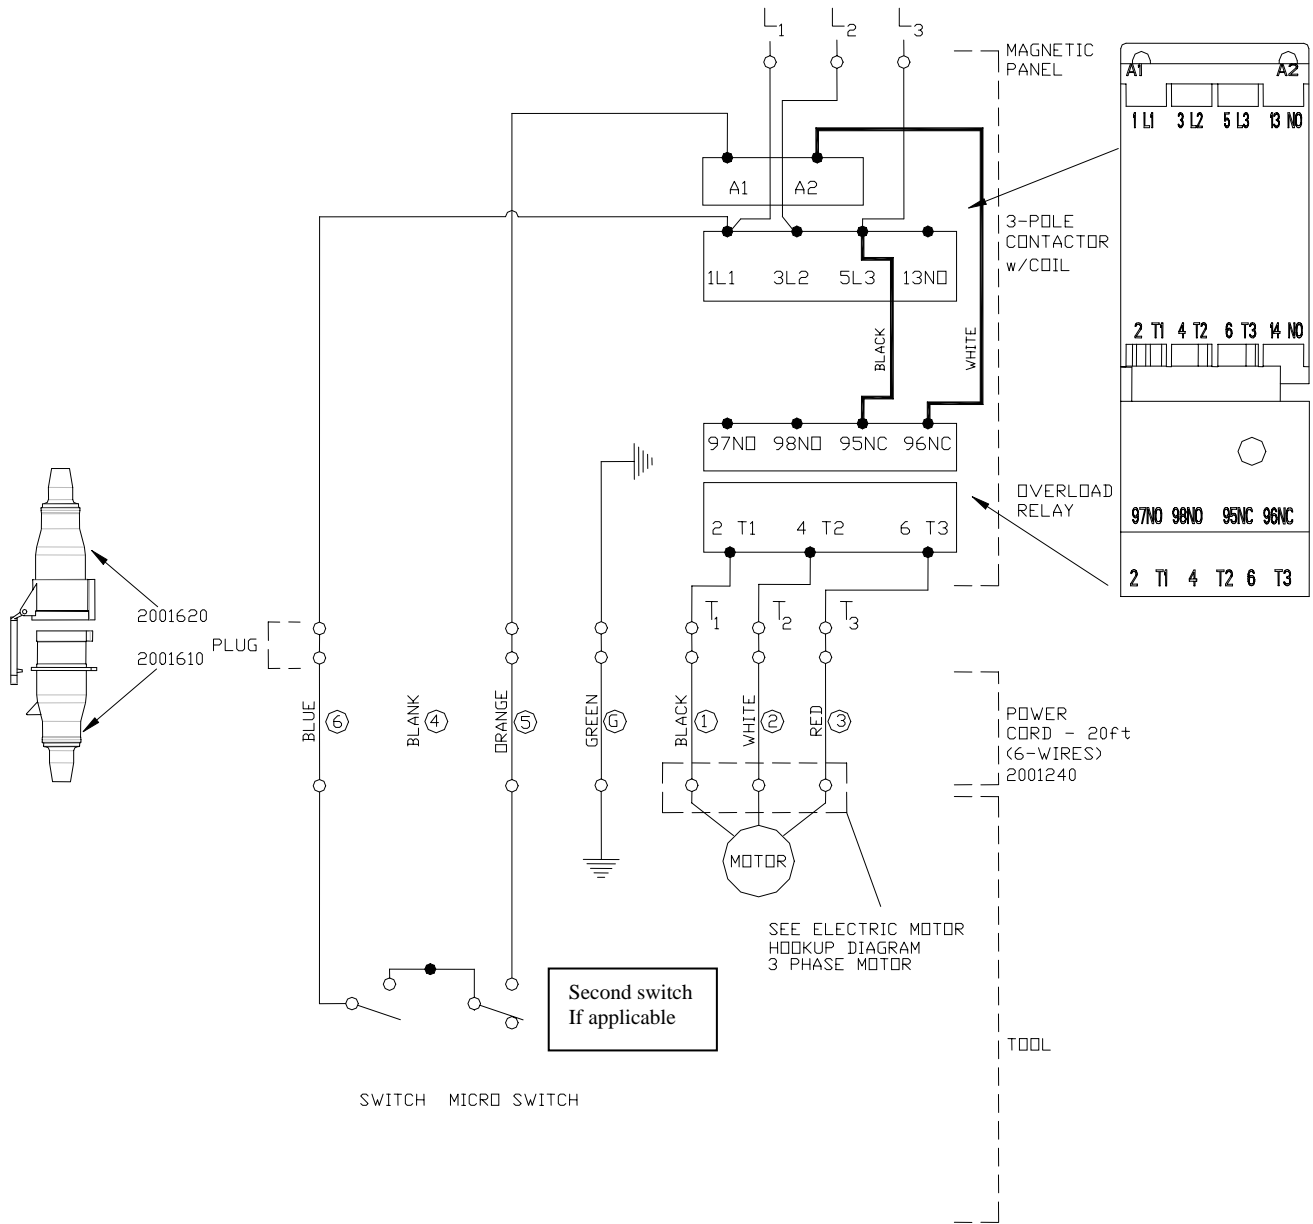 L1 L2 L3
MAGNETIC
PANEL
A1 A2
1 L1 3 L2 5 L3 13 NO
A1 A2
3-POLE
CONTACTOR
w/COIL
1L1 3L2 5L3 13NO
BLACK
WHITE
2 T1 4 T2 6 T3 14 NO
97NO 98NO 95NC 96NC
OVERLOAD
RELAY
97NO 98NO 95NC 96NC
2 T1 4 T2 6 T3
2 T1 4 T2 6 T3
T1 T2 T3
2001620
PLUG
2001610
BLUE 6
BLANK 4
ORANGE 5
GREEN G
BLACK 1
WHITE 2
RED 3
POWER
CORD - 20ft
(6-WIRES)
2001240
MOTOR
SEE ELECTRIC MOTOR
HOOKUP DIAGRAM
3 PHASE MOTOR
Second switch
If applicable
TOOL
SWITCH MICRO SWITCH